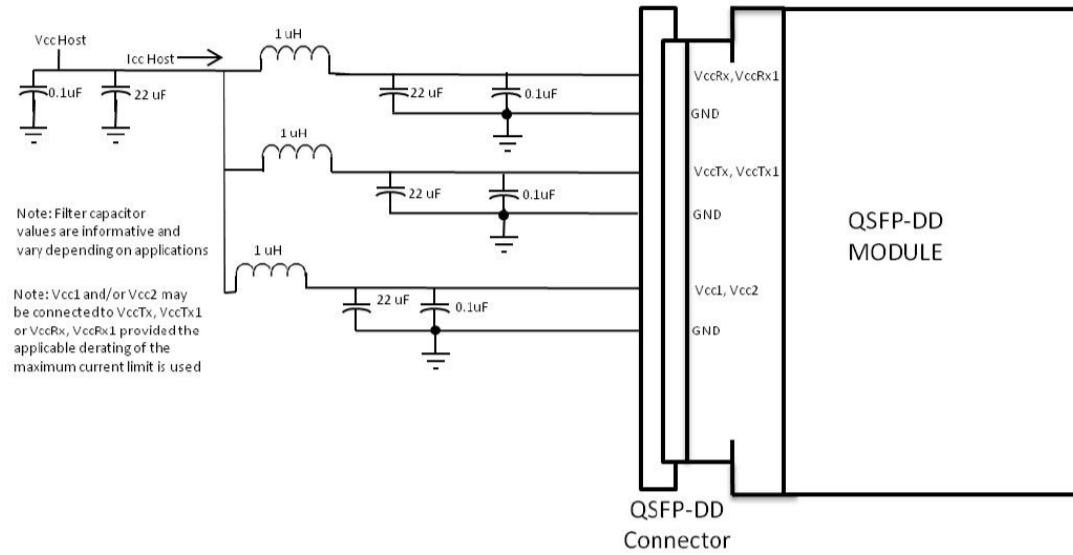 Vcc Host
Icc Host
0.1uF
22 uF
1 uH
22 uF
0.1uF
VccRx, VccRx1
GND
1 uH
22 uF
0.1uF
VccTx, VccTx1
GND
Note: Filter capacitor
values are informative and
vary depending on applications
1 uH
22 uF
0.1uF
Vcc1, Vcc2
GND
Note: Vcc1 and/or Vcc2 may
be connected to VccTx, VccTx1
or VccRx, VccRx1 provided the
applicable derating of the
maximum current limit is used
QSFP-DD
MODULE
QSFP-DD
Connector